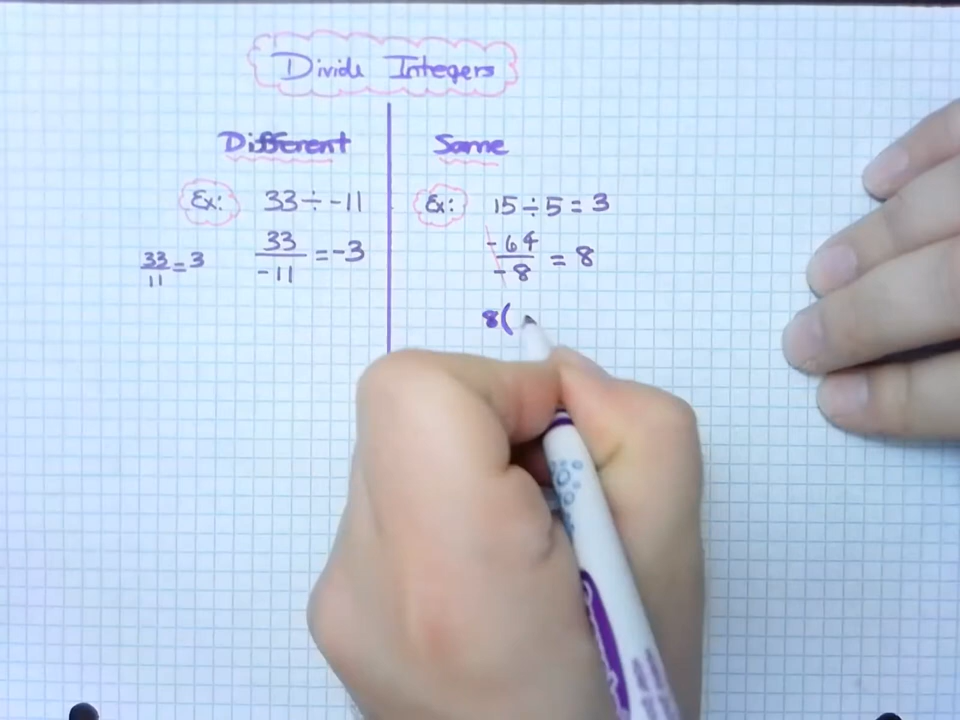 Divide Integers
Different
Ex: 33 ÷ -11
33/-11 = -3
33/11 = 3
Same
Ex: 15 ÷ 5 = 3
-64/-8 = 8
8(